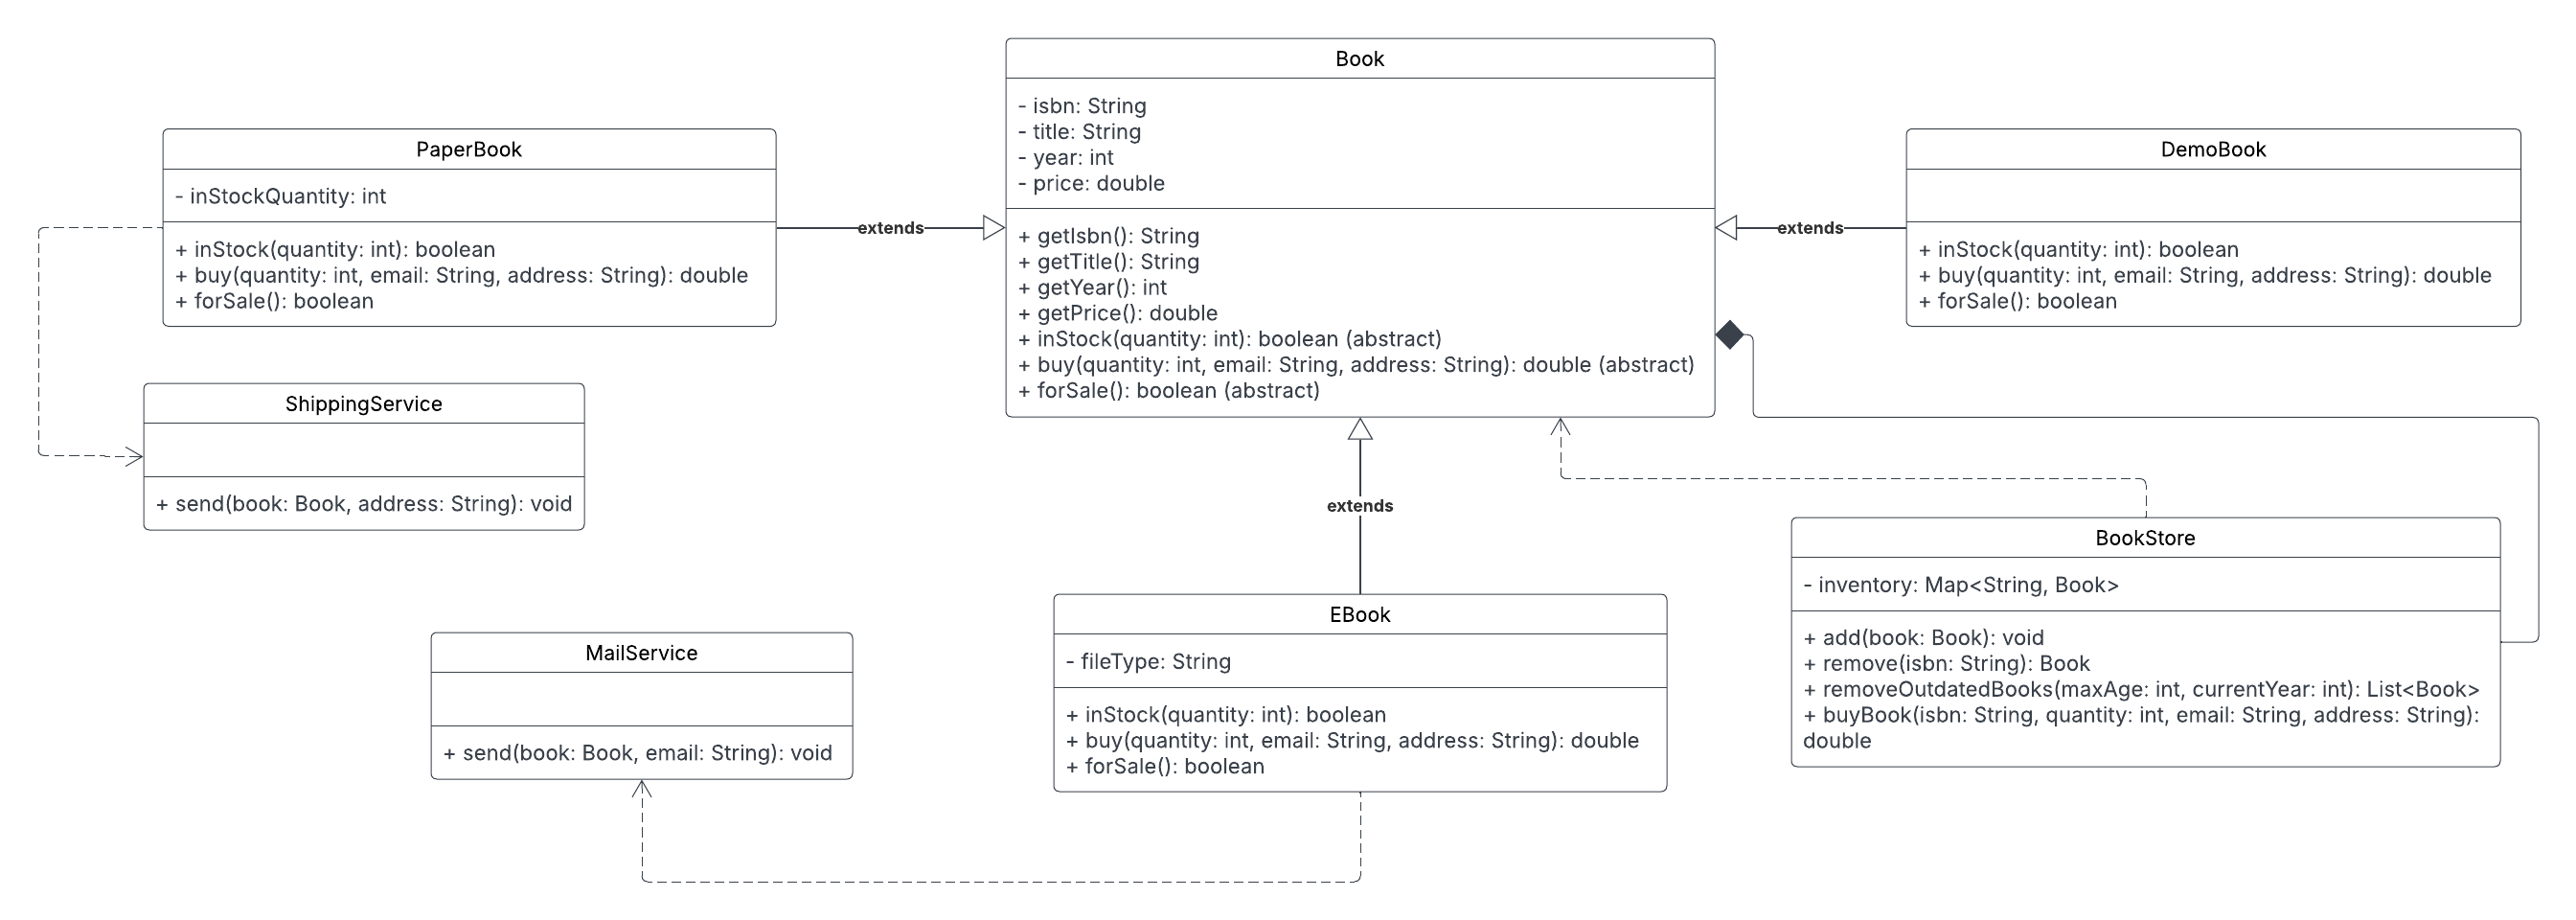 Book
- isbn: String
- title: String
- year: int
- price: double
+ getIsbn(): String
+ getTitle(): String
+ getYear(): int
+ getPrice(): double
+ inStock(quantity: int): boolean (abstract)
+ buy(quantity: int, email: String, address: String): double (abstract)
+ forSale(): boolean (abstract)
PaperBook
- inStockQuantity: int
+ inStock(quantity: int): boolean
+ buy(quantity: int, email: String, address: String): double
+ forSale(): boolean
extends
extends
DemoBook
+ inStock(quantity: int): boolean
+ buy(quantity: int, email: String, address: String): double
+ forSale(): boolean
ShippingService
+ send(book: Book, address: String): void
extends
BookStore
- inventory: Map<String, Book>
+ add(book: Book): void
+ remove(isbn: String): Book
+ removeOutdatedBooks(maxAge: int, currentYear: int): List<Book>
+ buyBook(isbn: String, quantity: int, email: String, address: String):
double
EBook
- fileType: String
+ inStock(quantity: int): boolean
+ buy(quantity: int, email: String, address: String): double
+ forSale(): boolean
MailService
+ send(book: Book, email: String): void